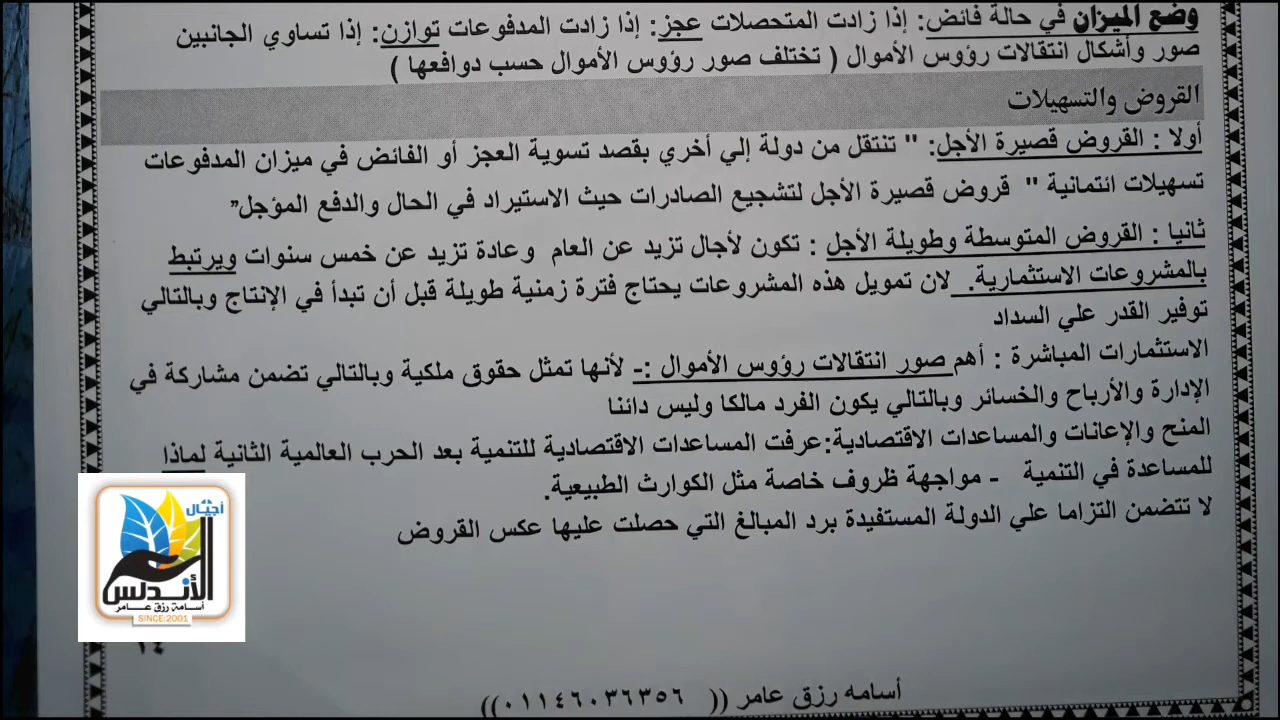 وضع الميزان في حالة فائض: إذا زادت المتحصلات عجز: إذا زادت المدفوعات توازن: إذا تساوي الجانبين
صور وأشكال انتقالات رؤوس الأموال ( تختلف صور رؤوس الأموال حسب دوافعها )
القروض والتسهيلات
أولا : القروض قصيرة الأجل: " تنتقل من دولة إلي أخري بقصد تسوية العجز أو الفائض في ميزان المدفوعات
تسهيلات ائتمانية " قروض قصيرة الأجل لتشجيع الصادرات حيث الاستيراد في الحال والدفع المؤجل"
ثانيا : القروض المتوسطة وطويلة الأجل : تكون لأجال تزيد عن العام وعادة تزيد عن خمس سنوات ويرتبط
بالمشروعات الاستثمارية. لان تمويل هذه المشروعات يحتاج فترة زمنية طويلة قبل أن تبدأ في الإنتاج وبالتالي
توفير القدر علي السداد
الاستثمارات المباشرة : أهم صور انتقالات رؤوس الأموال :- لأنها تمثل حقوق ملكية وبالتالي تضمن مشاركة في
الإدارة والأرباح والخسائر وبالتالي يكون الفرد مالكا وليس دائنا
المنح والإعانات والمساعدات الاقتصادية:عرفت المساعدات الاقتصادية للتنمية بعد الحرب العالمية الثانية لماذا
للمساعدة في التنمية - مواجهة ظروف خاصة مثل الكوارث الطبيعية.
لا تتضمن التزاما علي الدولة المستفيدة برد المبالغ التي حصلت عليها عكس القروض
أجيال
الأندلس
أسامة رزق عامر
SINCE:2001
١٤
أسامه رزق عامر (( ٠١١٤٦٠٣٦٣٥٦))